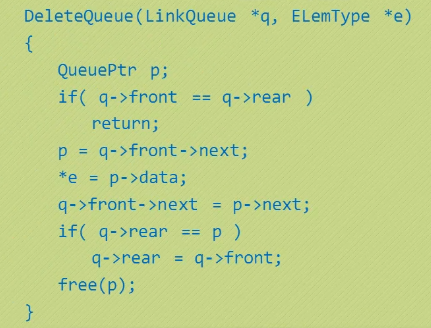 DeleteQueue(LinkQueue *q, ELemType *e)
{
    QueuePtr p;
    if( q->front == q->rear )
        return;
    p = q->front->next;
    *e = p->data;
    q->front->next = p->next;
    if( q->rear == p )
        q->rear = q->front;
    free(p);
}